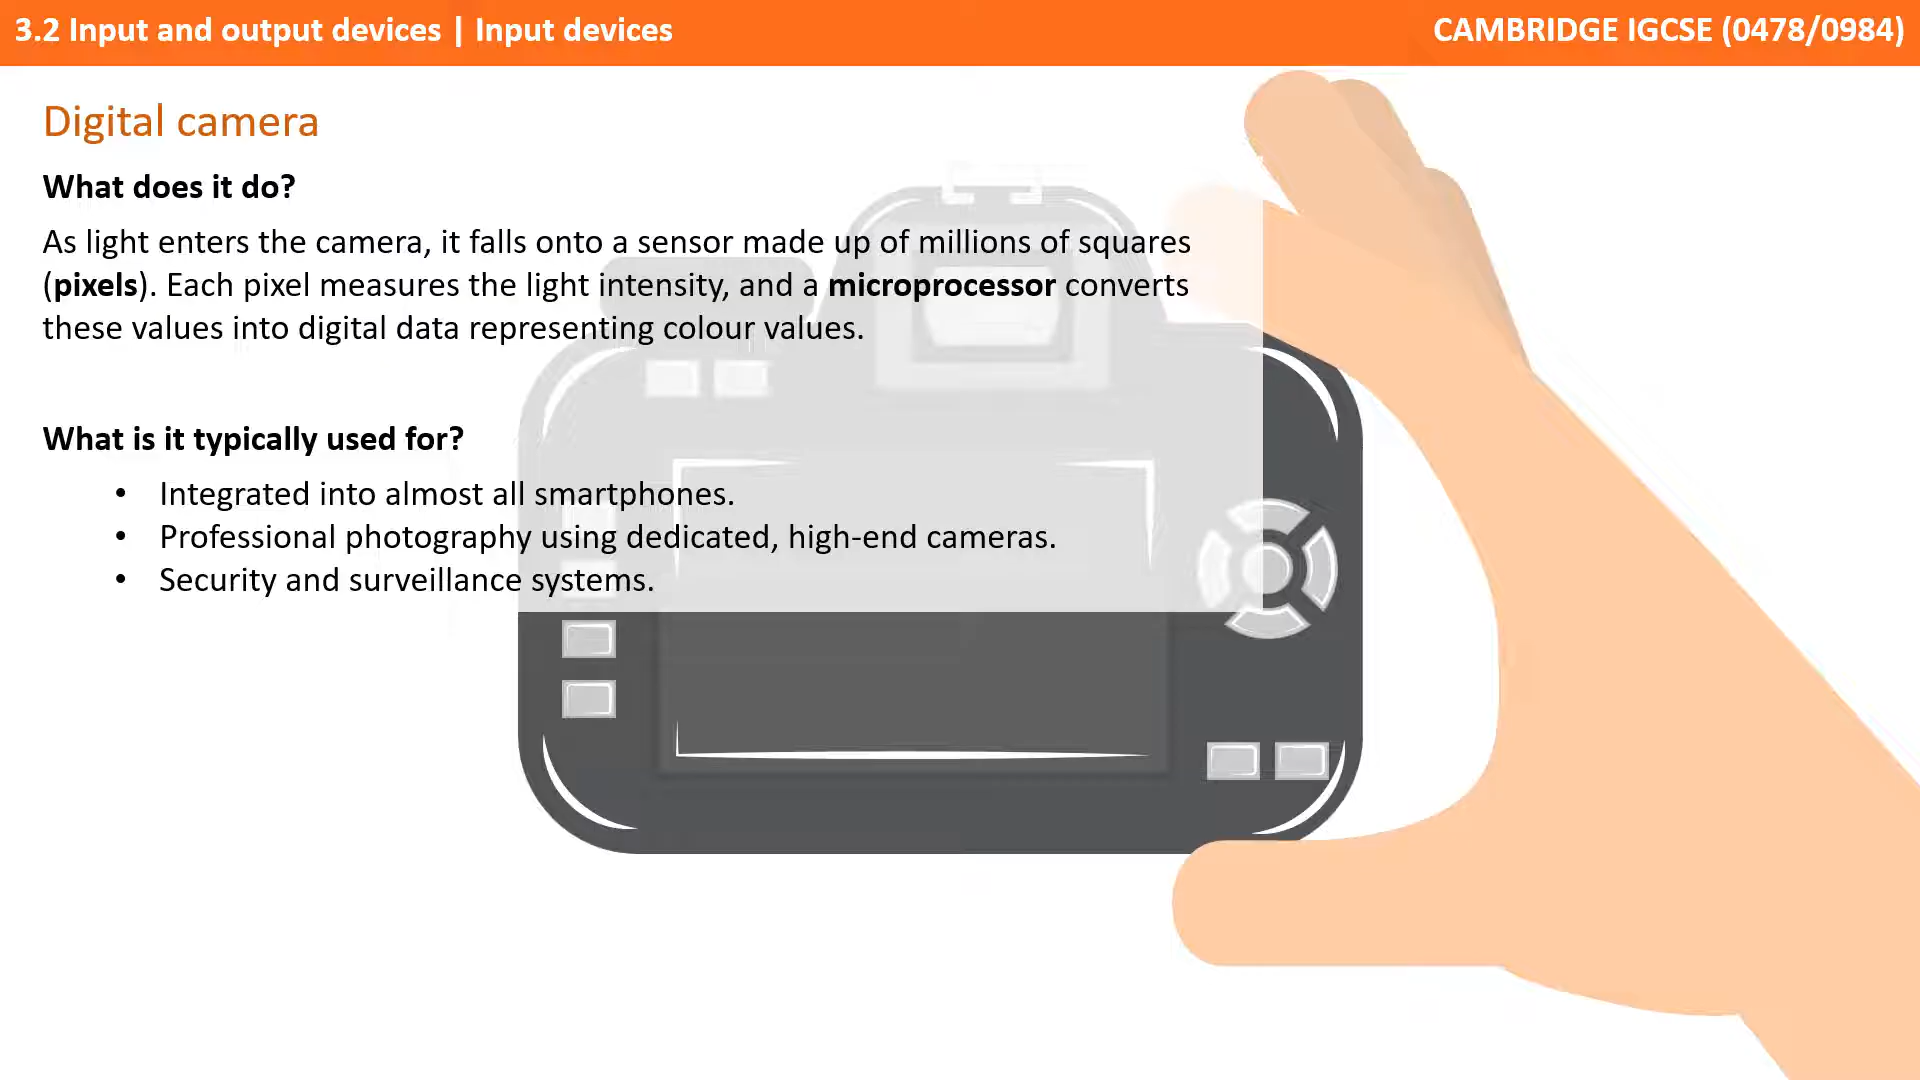 3.2 Input and output devices | Input devices
CAMBRIDGE IGCSE (0478/0984)
Digital camera
What does it do?
As light enters the camera, it falls onto a sensor made up of millions of squares
(pixels). Each pixel measures the light intensity, and a microprocessor converts
these values into digital data representing colour values.
What is it typically used for?
• Integrated into almost all smartphones.
• Professional photography using dedicated, high-end cameras.
• Security and surveillance systems.